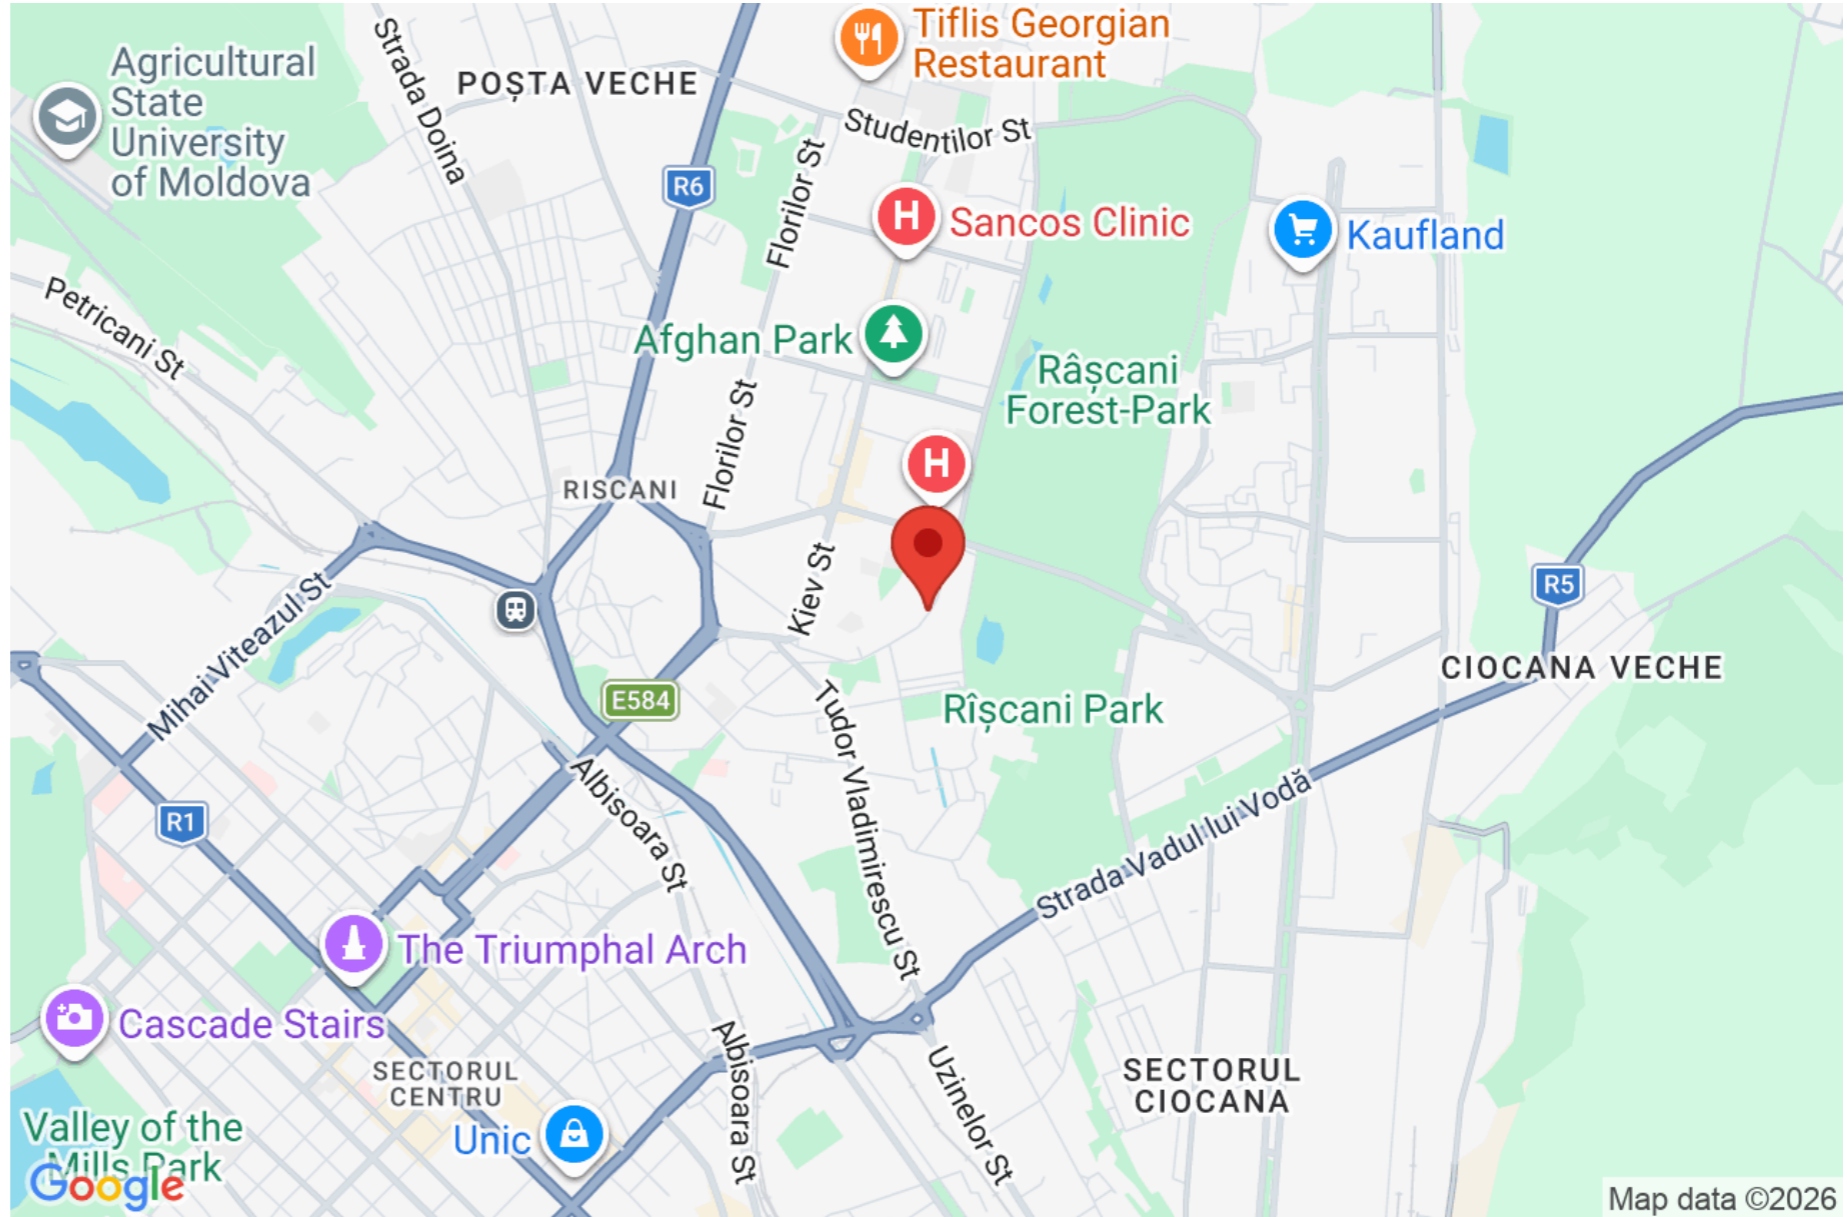 Tiflis Georgian
Restaurant
Agricultural
State
University
of Moldova
Strada Doina
POȘTA VECHE
Studentilor St
R6
Florilor St
H
Sancos Clinic
Kaufland
Petricani St
Afghan Park
Râșcani
Forest-Park
Florilor St
H
RISCANI
Kiev St
R5
Mihai Viteazul St
CIOCANA VECHE
E584
Rîșcani Park
Tudor Vladimirescu St
Albisoara St
R1
Strada Vadul lui Vodă
The Triumphal Arch
Cascade Stairs
SECTORUL
CENTRU
Albisoara St
Uzinelor St
SECTORUL
CIOCANA
Valley of the
Mills Park
Unic
Google
Map data ©2026